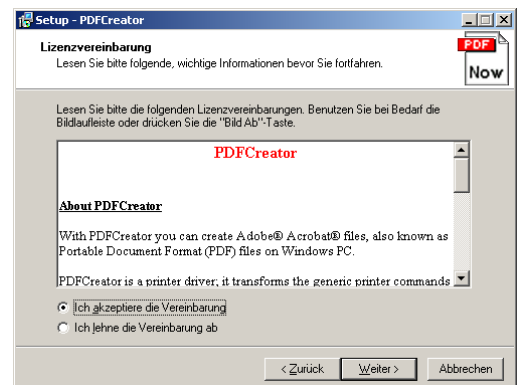 Setup - PDFCreator
Lizenzvereinbarung
Lesen Sie bitte folgende, wichtige Informationen bevor Sie fortfahren.
PDF
Now
Lesen Sie bitte die folgenden Lizenzvereinbarungen. Benutzen Sie bei Bedarf die
Bildlaufleiste oder drücken Sie die "Bild Ab"-Taste.
PDFCreator
About PDFCreator
With PDFCreator you can create Adobe® Acrobat® files, also known as
Portable Document Format (PDF) files on Windows PC.
PDFCreator is a printer driver; it transforms the generic printer commands
Ich akzeptiere die Vereinbarung
Ich lehne die Vereinbarung ab
< Zurück Weiter > Abbrechen